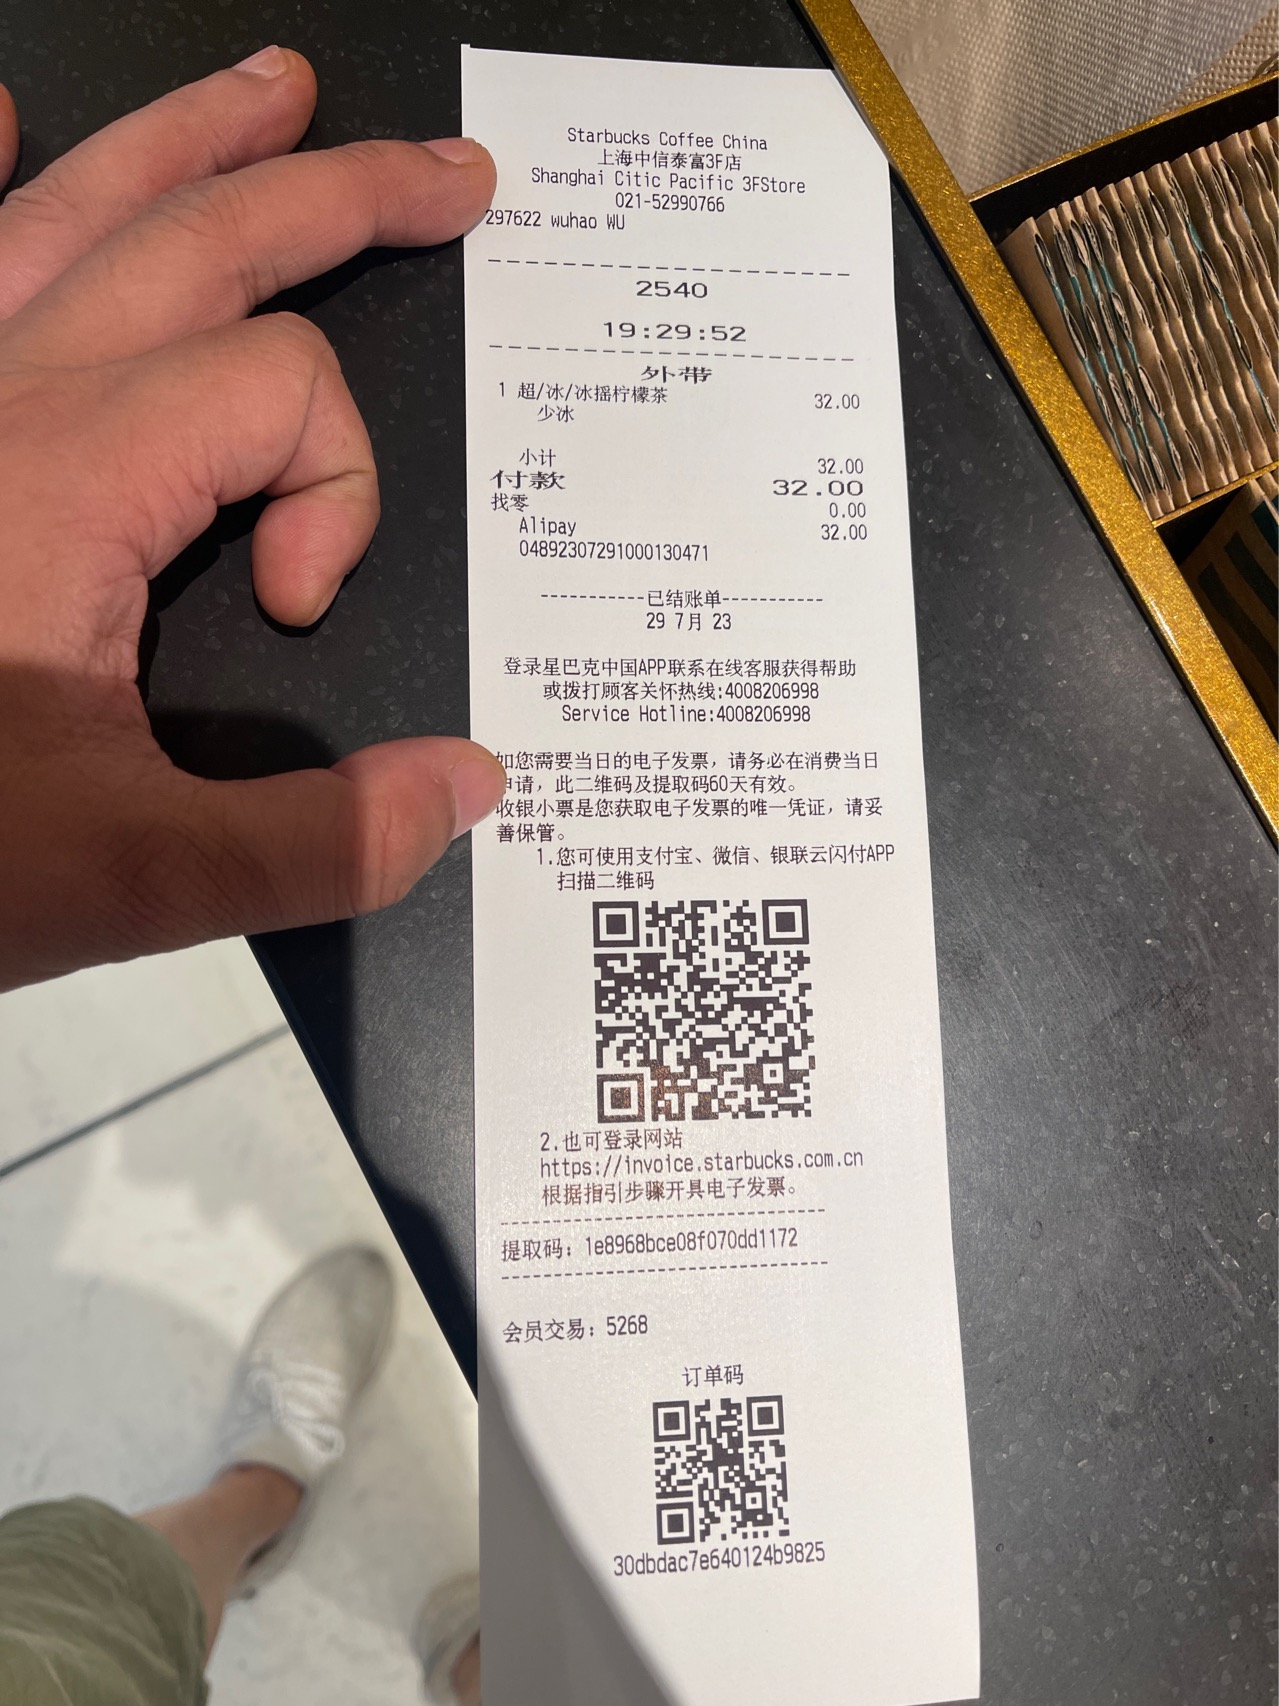 Starbucks Coffee China
上海中信泰富3F店
Shanghai Citic Pacific 3FStore
021-52990766
297622 wuhao WU
--------------------
2540
19:29:52
--------------------
外带
1 超/冰/冰摇柠檬茶 32.00
少冰
小计 32.00
付款 32.00
找零 0.00
Alipay 32.00
04892307291000130471
-----------已结账单-----------
29 7月 23
登录星巴克中国APP联系在线客服获得帮助
或拨打顾客关怀热线:4008206998
Service Hotline:4008206998
如您需要当日的电子发票，请务必在消费当日
申请，此二维码及提取码60天有效。
收银小票是您获取电子发票的唯一凭证，请妥
善保管。
1.您可使用支付宝、微信、银联云闪付APP
扫描二维码
2.也可登录网站
https://invoice.starbucks.com.cn
根据指引步骤开具电子发票。
-----------------------------------
提取码：1e8968bce08f070dd1172
-----------------------------------
会员交易：5268
订单码
30dbdac7e640124b9825